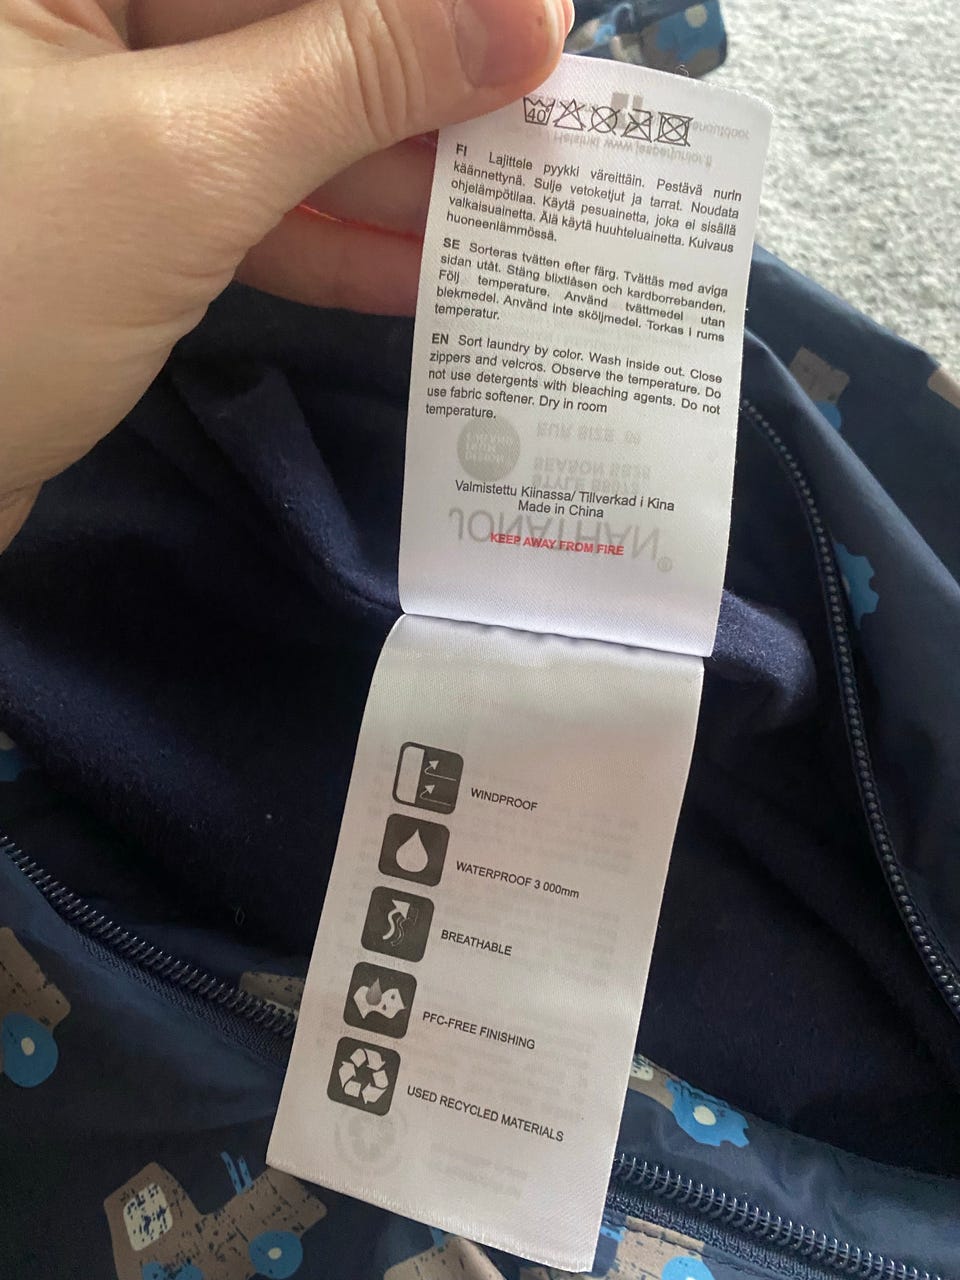 40°
FI Lajittele pyykki väreittäin. Pestävä nurin
käännettynä. Sulje vetoketjut ja tarrat. Noudata
ohjelämpötilaa. Käytä pesuainetta, joka ei sisällä
valkaisuainetta. Älä käytä huuhteluainetta. Kuivaus
huoneenlämmössä.
SE Sorteras tvätten efter färg. Tvättäs med aviga
sidan utåt. Stäng blixtlåsen och kardborrebanden.
Följ temperature. Använd tvättmedel utan
blekmedel. Använd inte sköljmedel. Torkas i rums
temperatur.
EN Sort laundry by color. Wash inside out. Close
zippers and velcros. Observe the temperature. Do
not use detergents with bleaching agents. Do not
use fabric softener. Dry in room
temperature.
Valmistettu Kiinassa/ Tillverkad i Kina
Made in China
JONATHAN
KEEP AWAY FROM FIRE
WINDPROOF
WATERPROOF 3 000mm
BREATHABLE
PFC-FREE FINISHING
USED RECYCLED MATERIALS